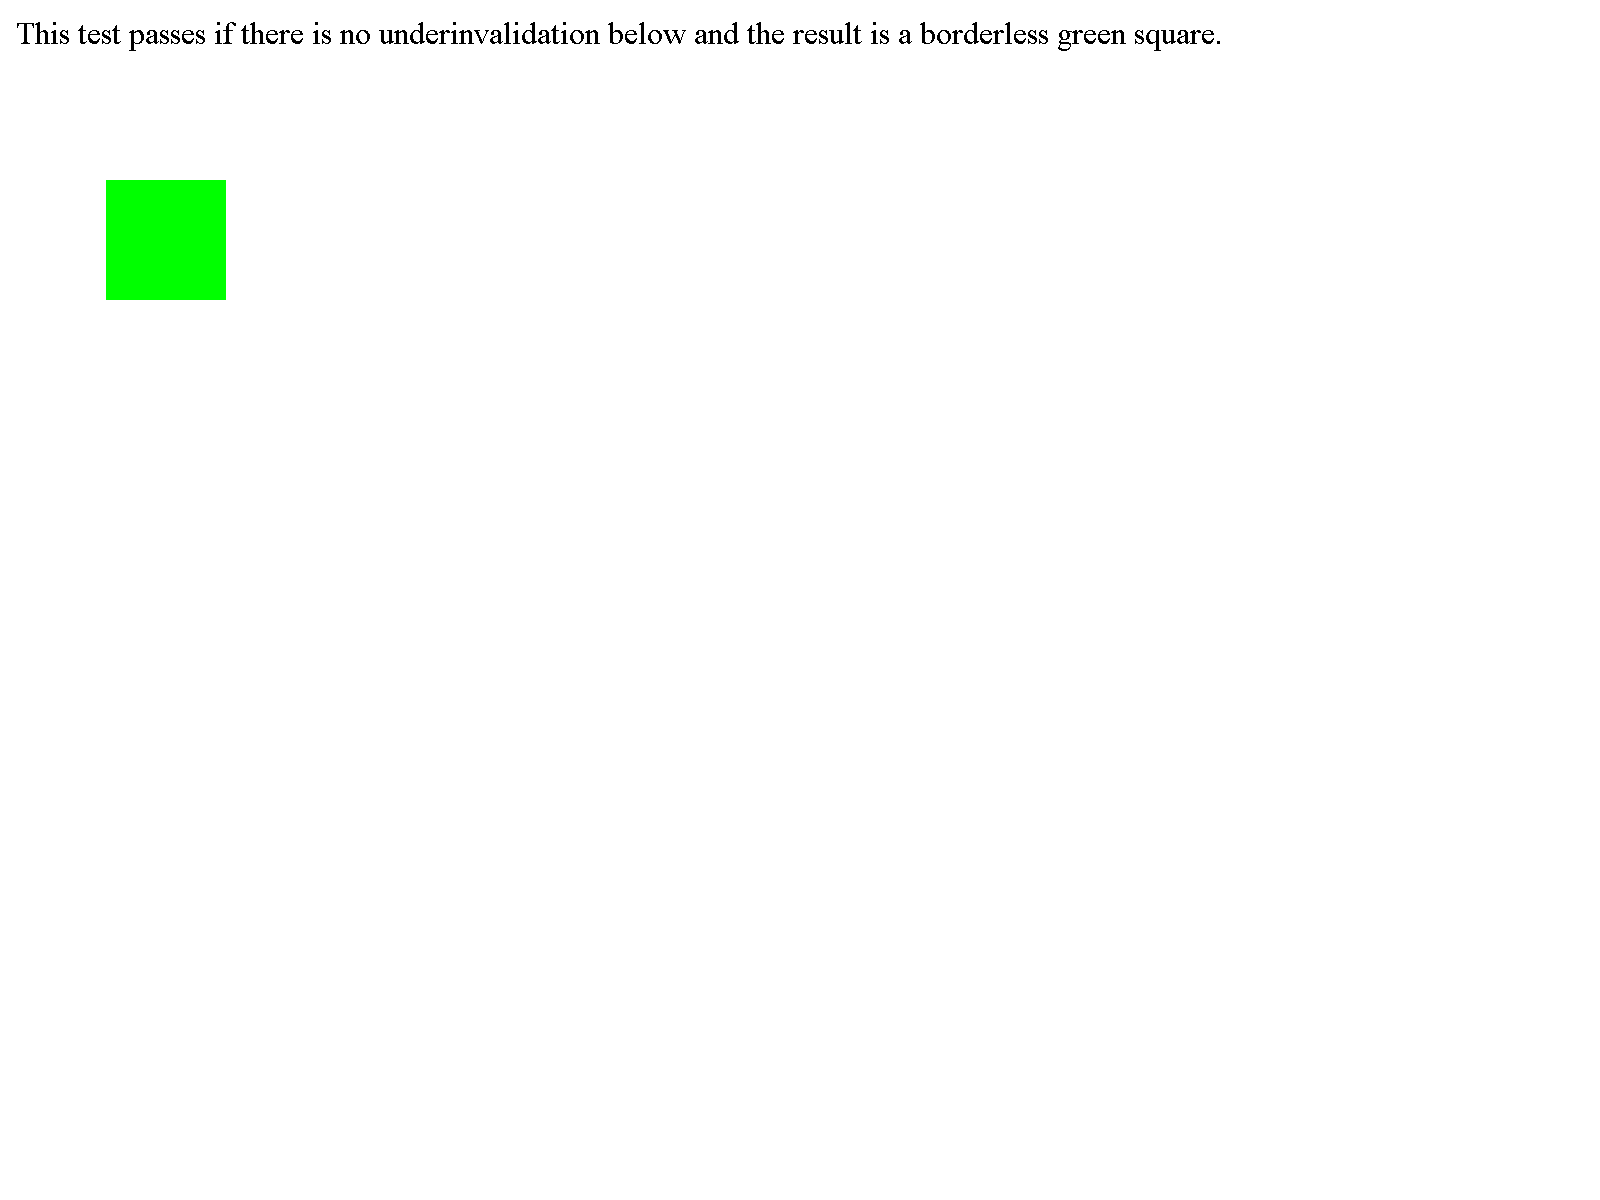 This test passes if there is no underinvalidation below and the result is a borderless green square.